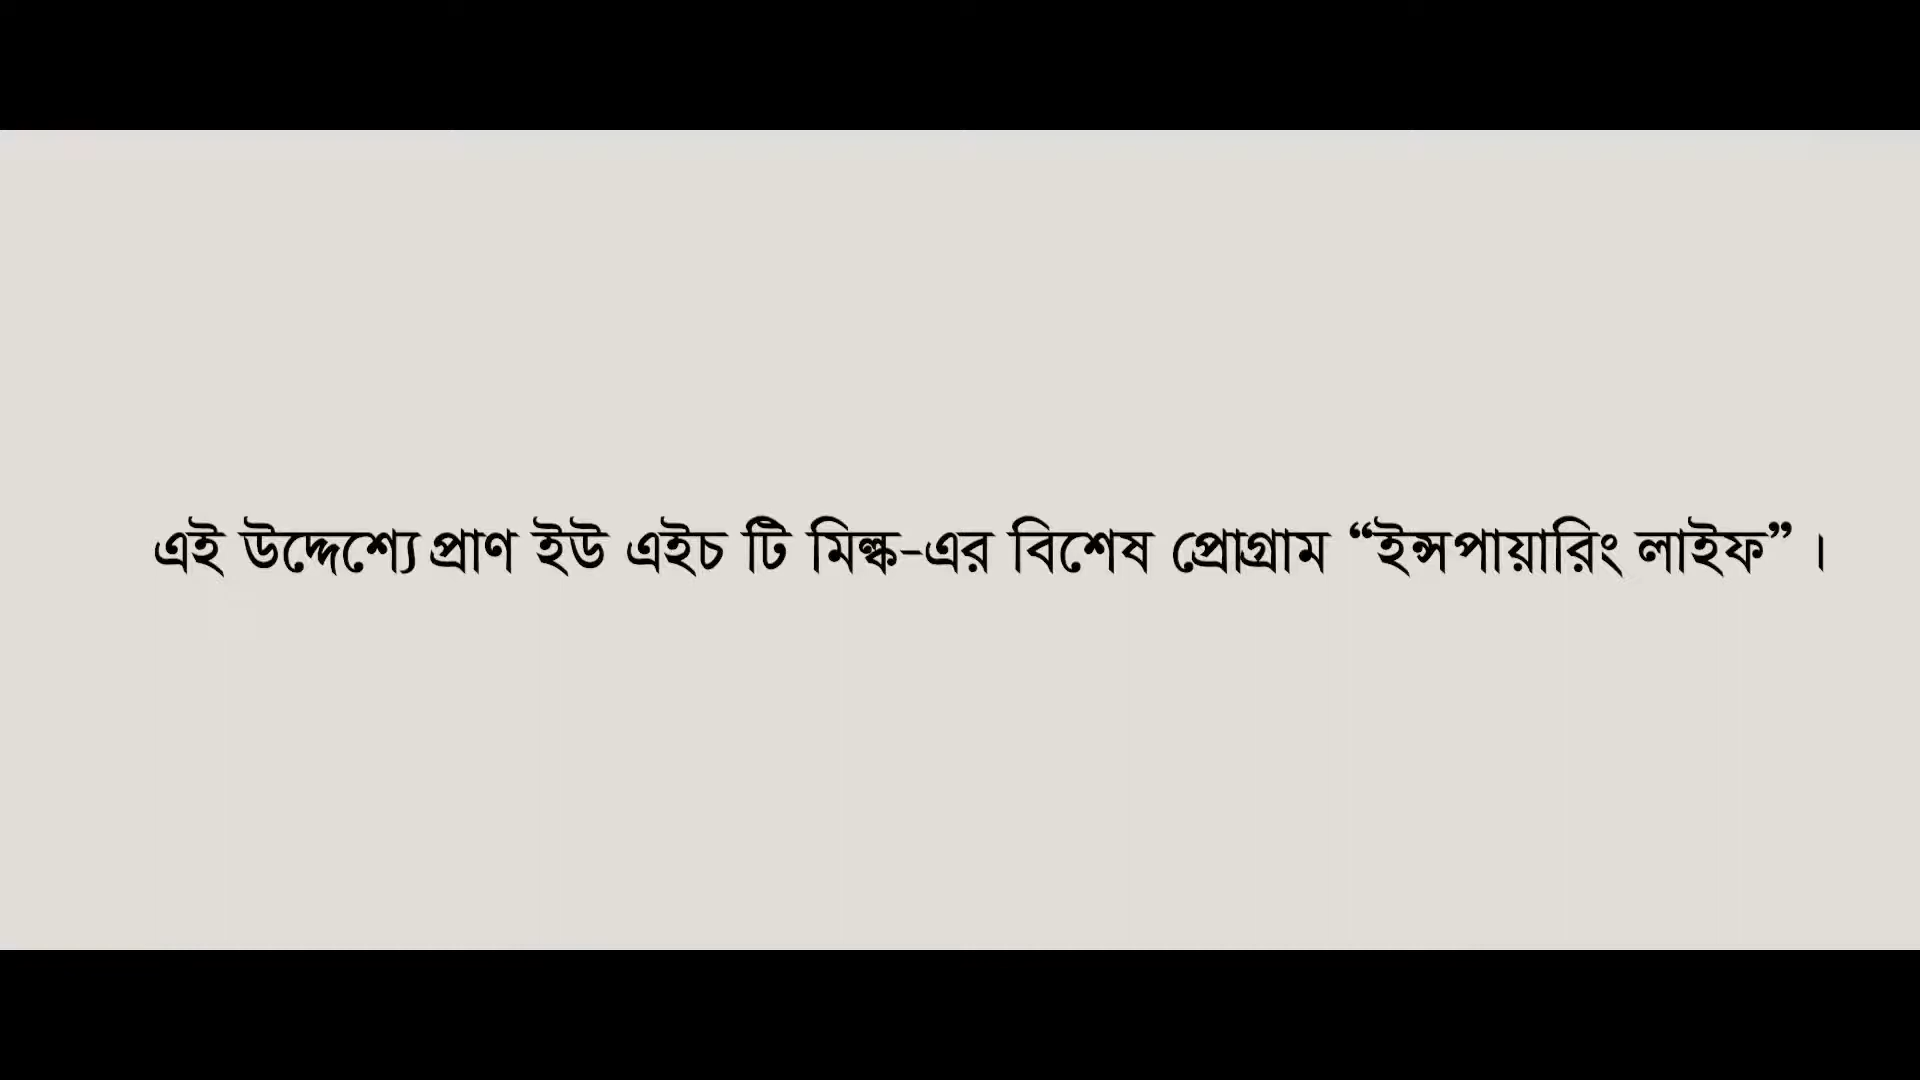 এই উদ্দেশ্যে প্রাণ ইউ এইচ টি মিল্ক-এর বিশেষ প্রোগ্রাম “ইন্সপায়ারিং লাইফ” ।